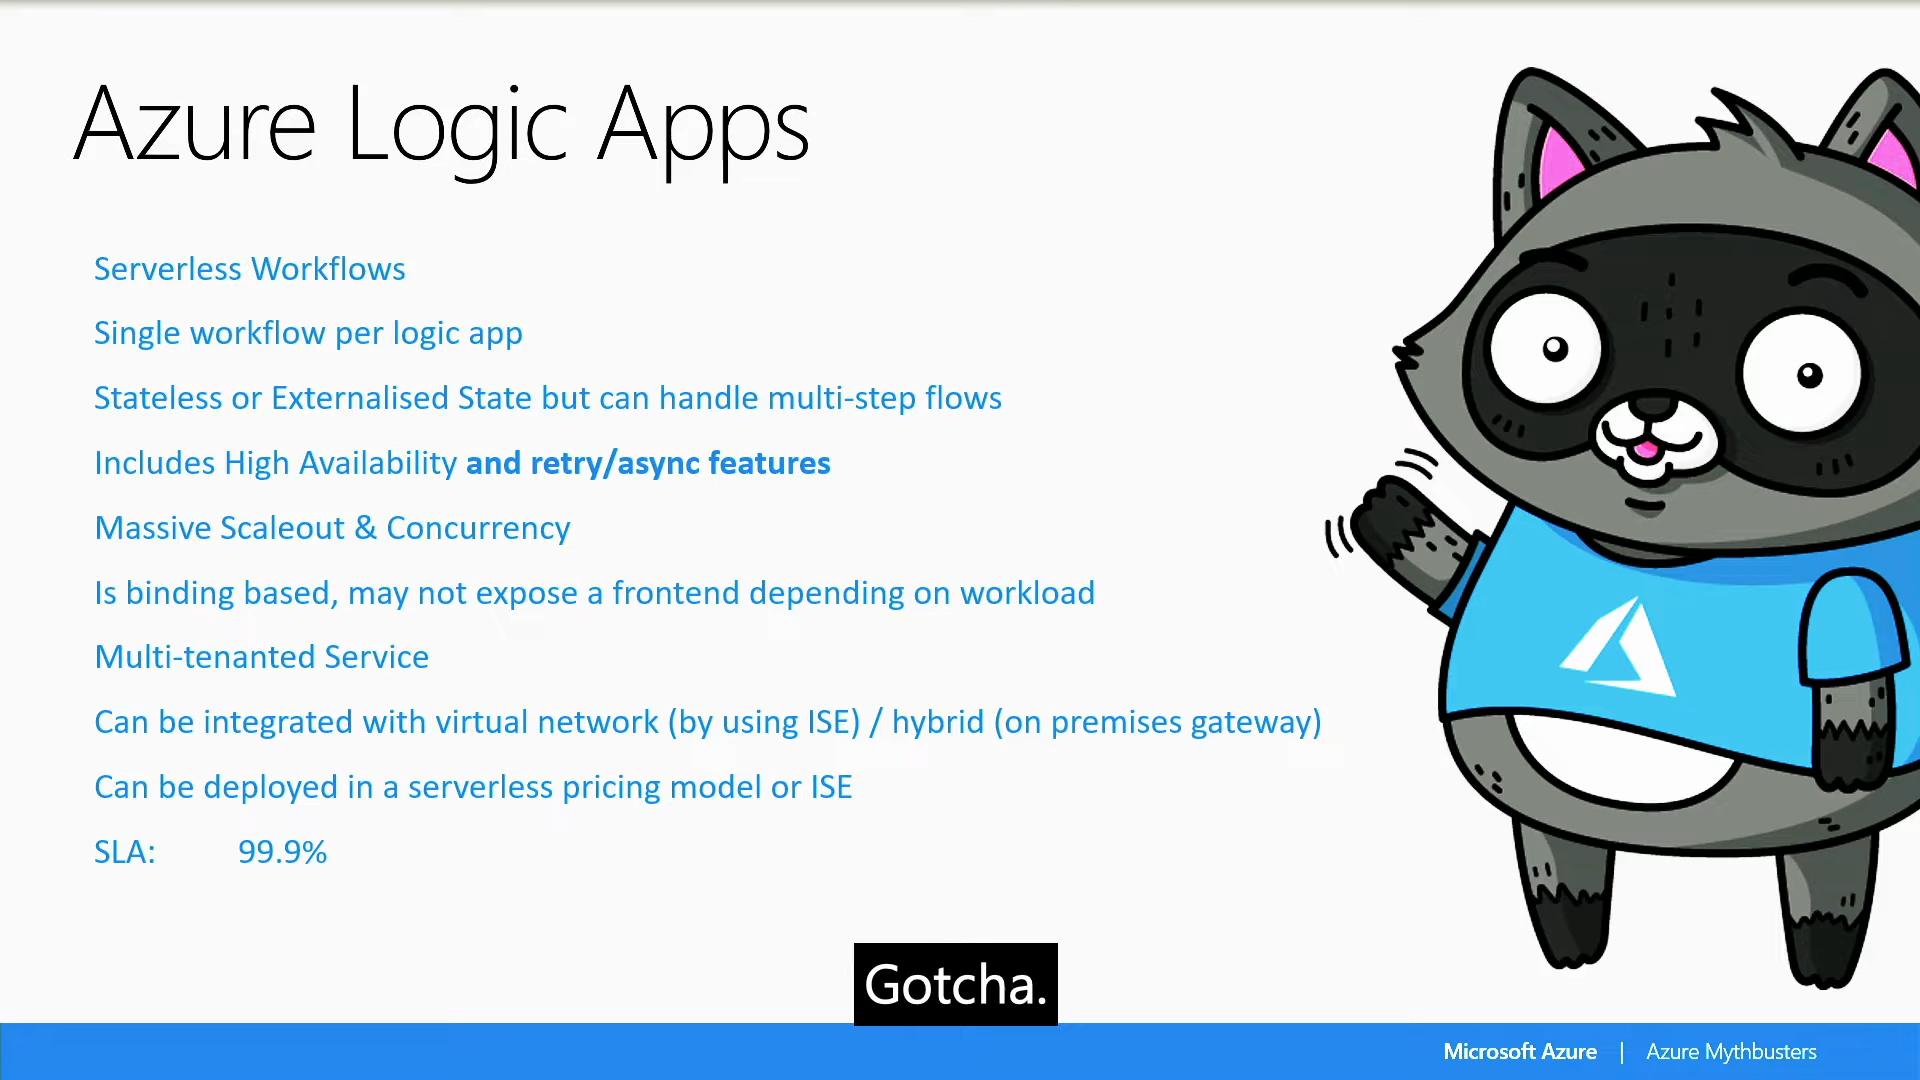 Azure Logic Apps
Serverless Workflows
Single workflow per logic app
Stateless or Externalised State but can handle multi-step flows
Includes High Availability and retry/async features
Massive Scaleout & Concurrency
Is binding based, may not expose a frontend depending on workload
Multi-tenanted Service
Can be integrated with virtual network (by using ISE) / hybrid (on premises gateway)
Can be deployed in a serverless pricing model or ISE
SLA: 99.9%
Gotcha.
Microsoft Azure | Azure Mythbusters